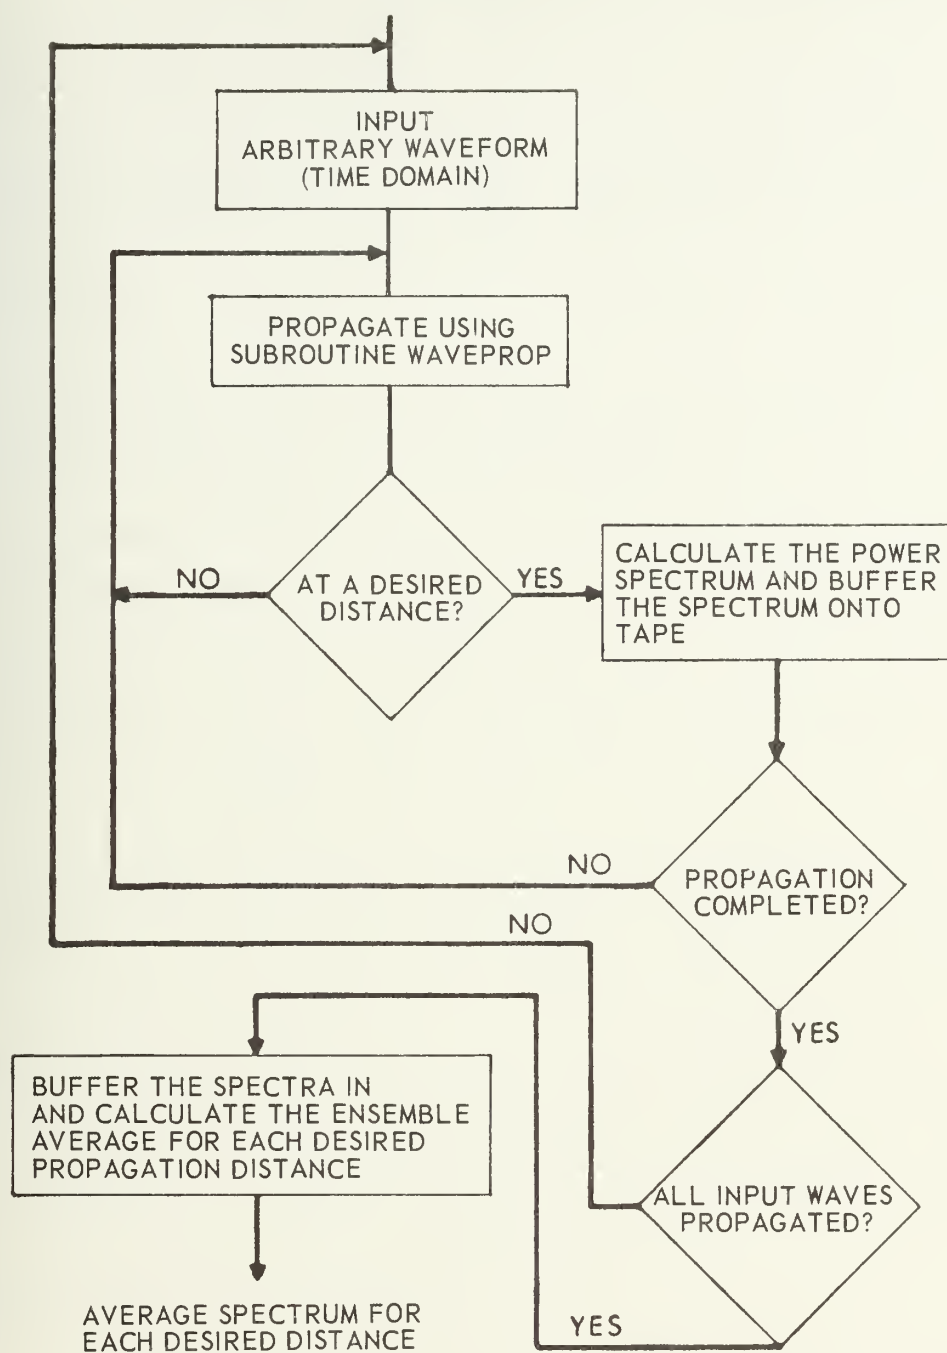 INPUT
ARBITRARY WAVEFORM
(TIME DOMAIN)
PROPAGATE USING
SUBROUTINE WAVEPROP
AT A DESIRED
DISTANCE?
NO
YES
CALCULATE THE POWER
SPECTRUM AND BUFFER
THE SPECTRUM ONTO
TAPE
PROPAGATION
COMPLETED?
NO
NO
YES
BUFFER THE SPECTRA IN
AND CALCULATE THE ENSEMBLE
AVERAGE FOR EACH DESIRED
PROPAGATION DISTANCE
ALL INPUT WAVES
PROPAGATED?
YES
AVERAGE SPECTRUM FOR
EACH DESIRED DISTANCE